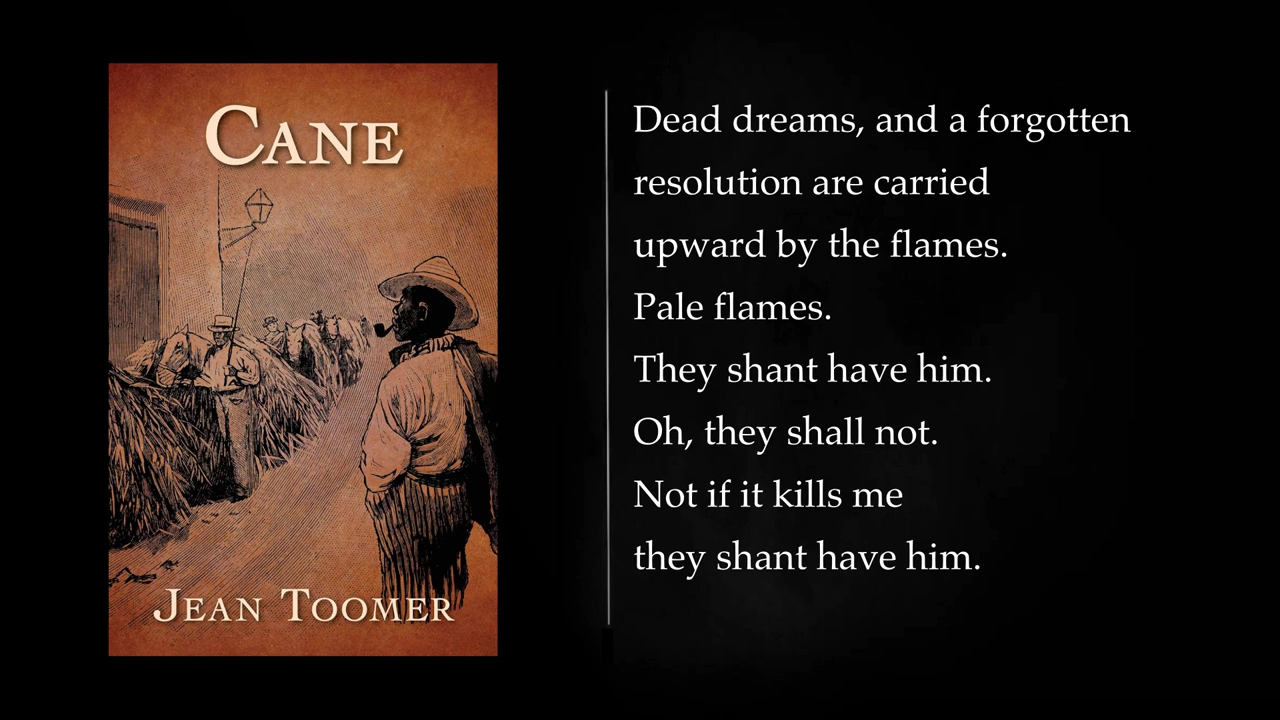 CANE
JEAN TOOMER
Dead dreams, and a forgotten
resolution are carried
upward by the flames.
Pale flames.
They shant have him.
Oh, they shall not.
Not if it kills me
they shant have him.